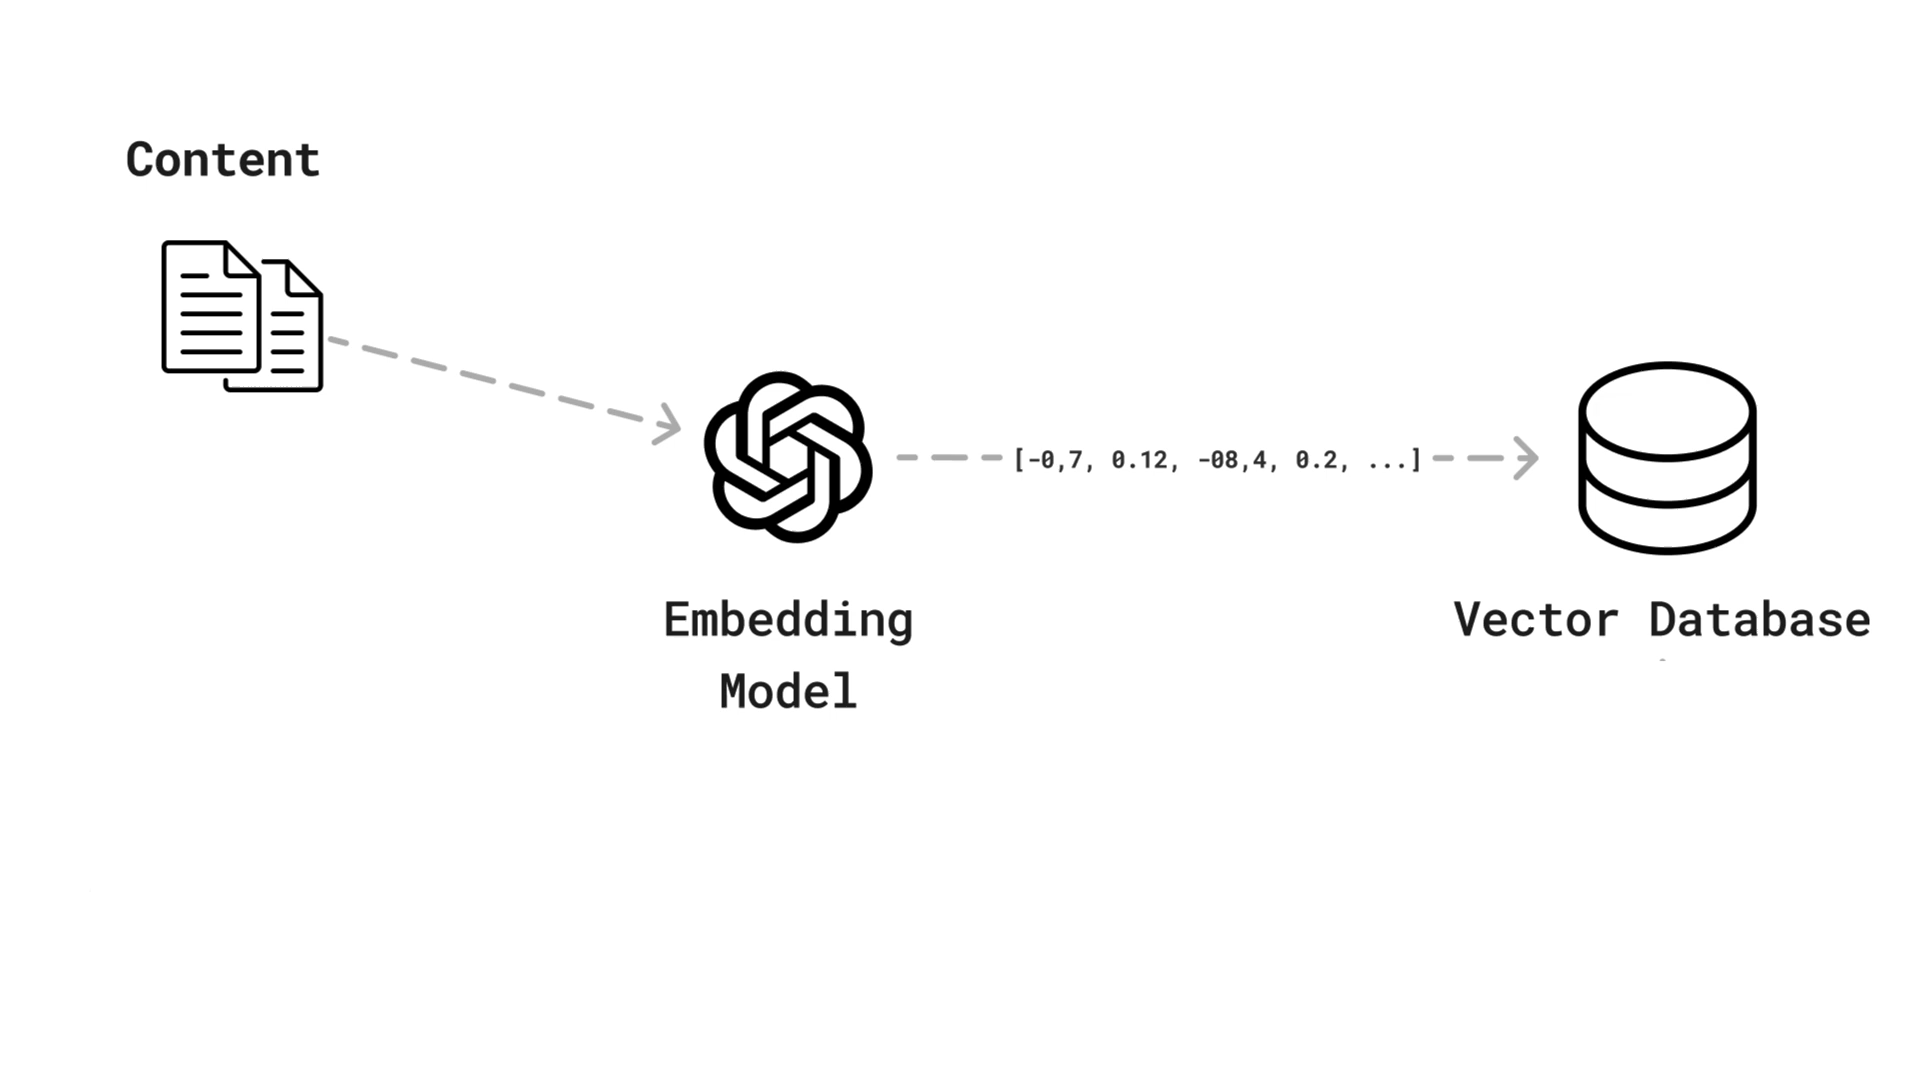 Content
[-0,7, 0.12, -08,4, 0.2, ...]
Embedding
Model
Vector Database